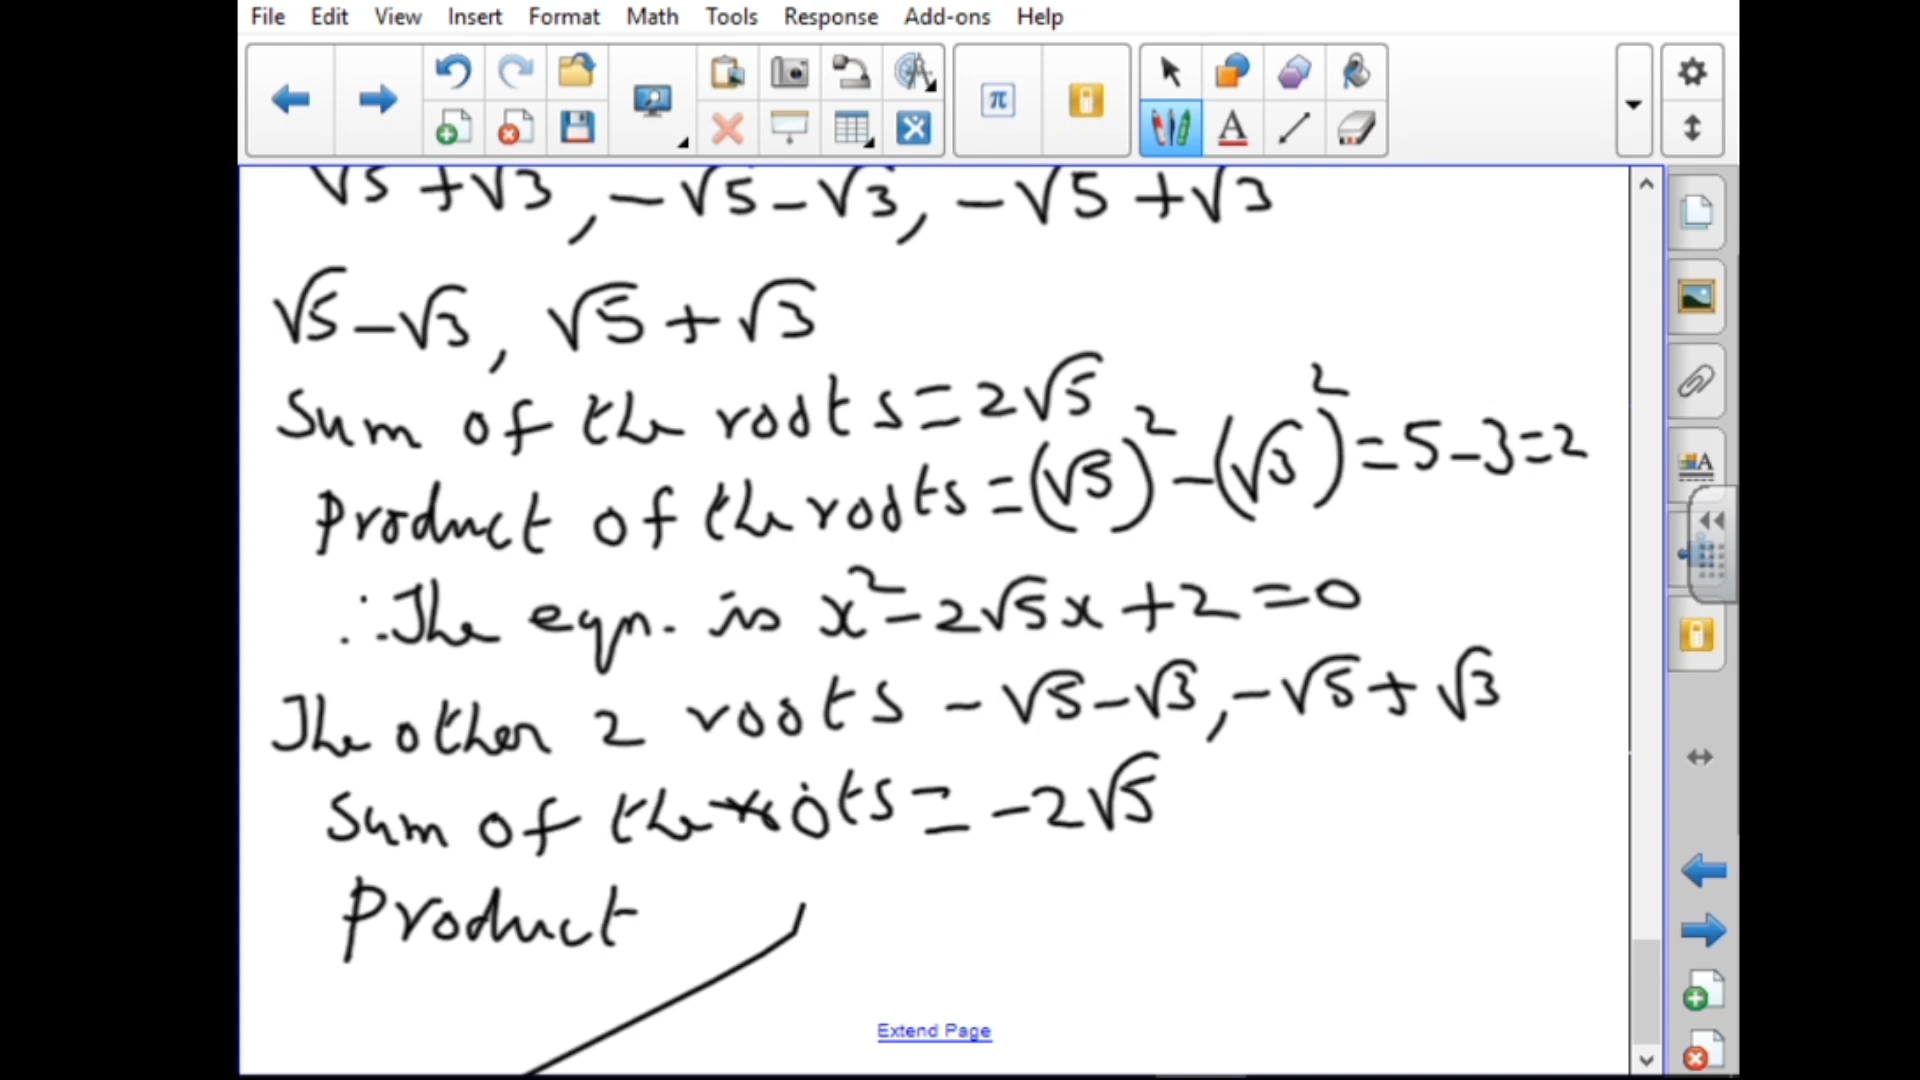 File Edit View Insert Format Math Tools Response Add-ons Help
√5 + √3, -√5 - √3, -√5 + √3
√5 - √3, √5 + √3
Sum of the roots = 2√5
Product of the roots = (√5)² - (√3)² = 5 - 3 = 2
∴ The eqn. is x² - 2√5x + 2 = 0
The other 2 roots -√5 - √3, -√5 + √3
Sum of the roots = -2√5
Product
Extend Page